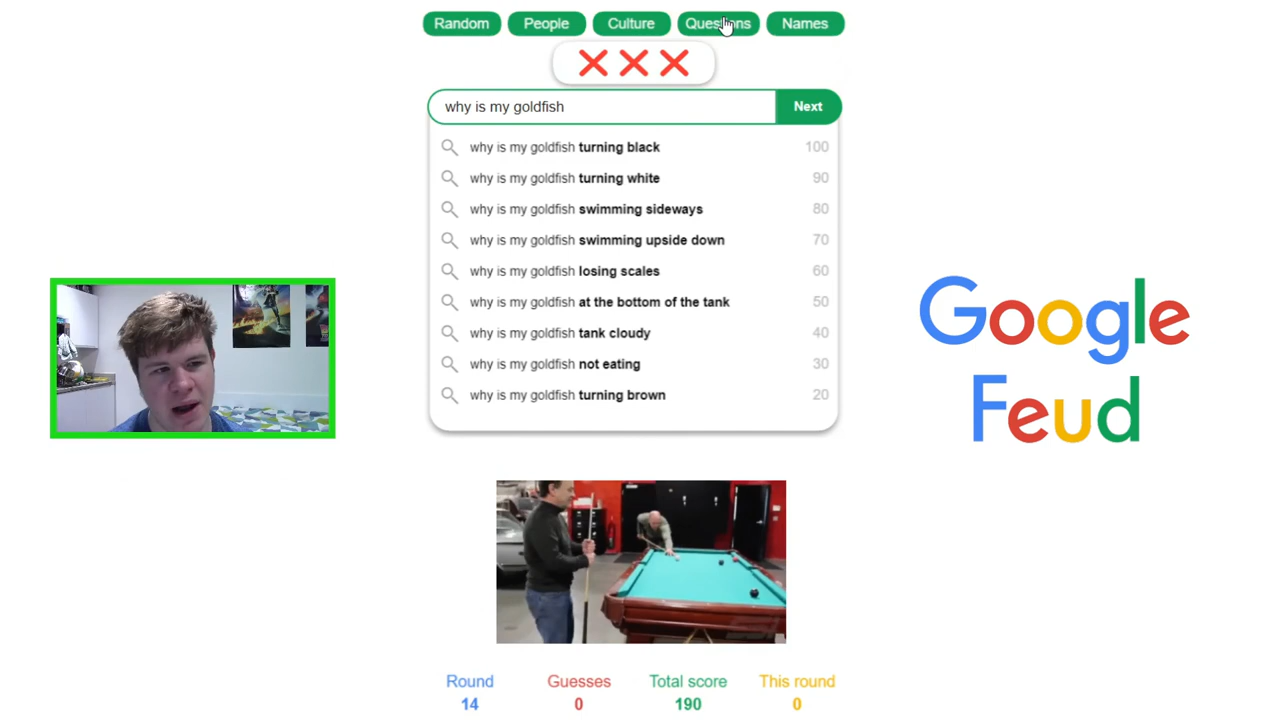 Random People Culture Questions Names
why is my goldfish Next
why is my goldfish turning black 100
why is my goldfish turning white 90
why is my goldfish swimming sideways 80
why is my goldfish swimming upside down 70
why is my goldfish losing scales 60
why is my goldfish at the bottom of the tank 50
why is my goldfish tank cloudy 40
why is my goldfish not eating 30
why is my goldfish turning brown 20
Google
Feud
Round Guesses Total score This round
14 0 190 0